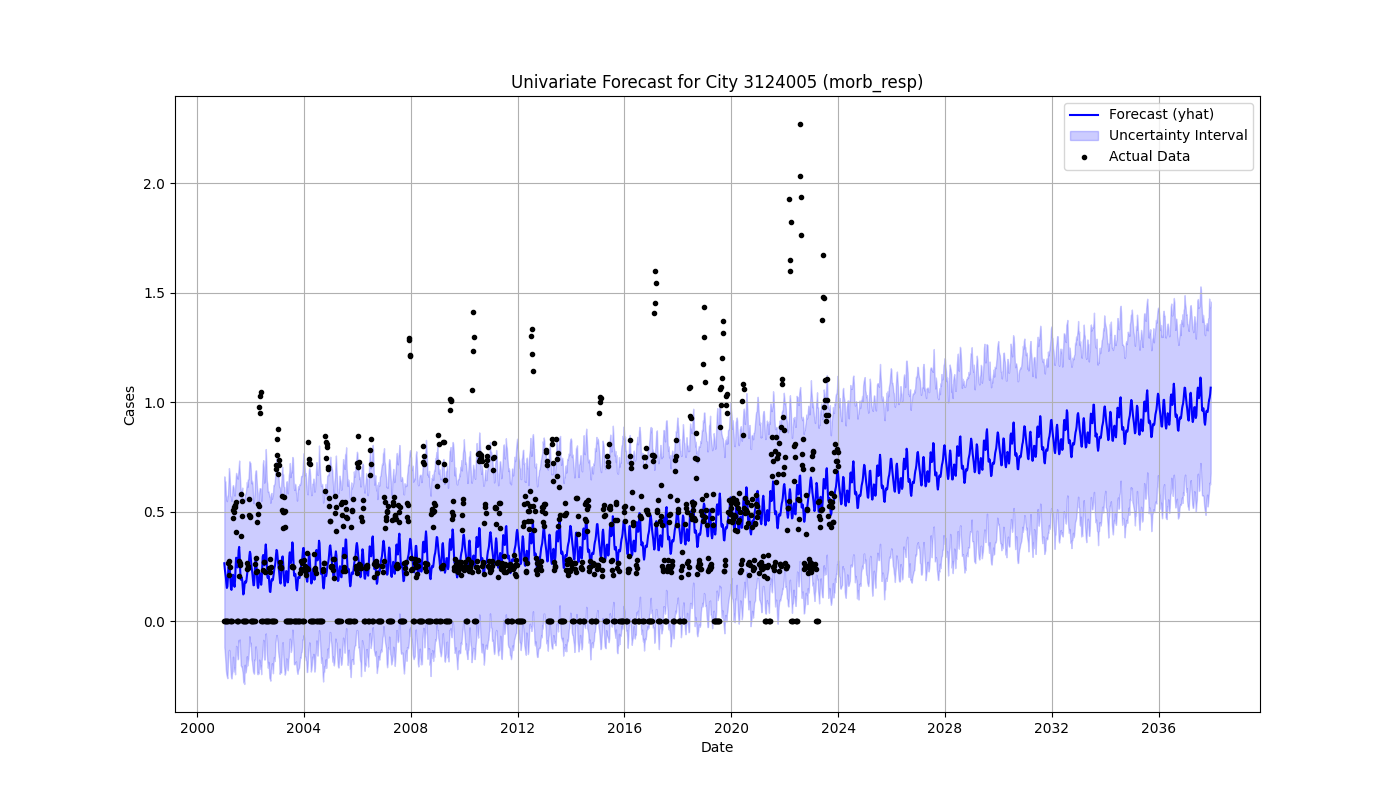 Univariate Forecast for City 3124005 (morb_resp)
Forecast (yhat)
Uncertainty Interval
Actual Data
Cases
2.0
1.5
1.0
0.5
0.0
2000 2004 2008 2012 2016 2020 2024 2028 2032 2036
Date